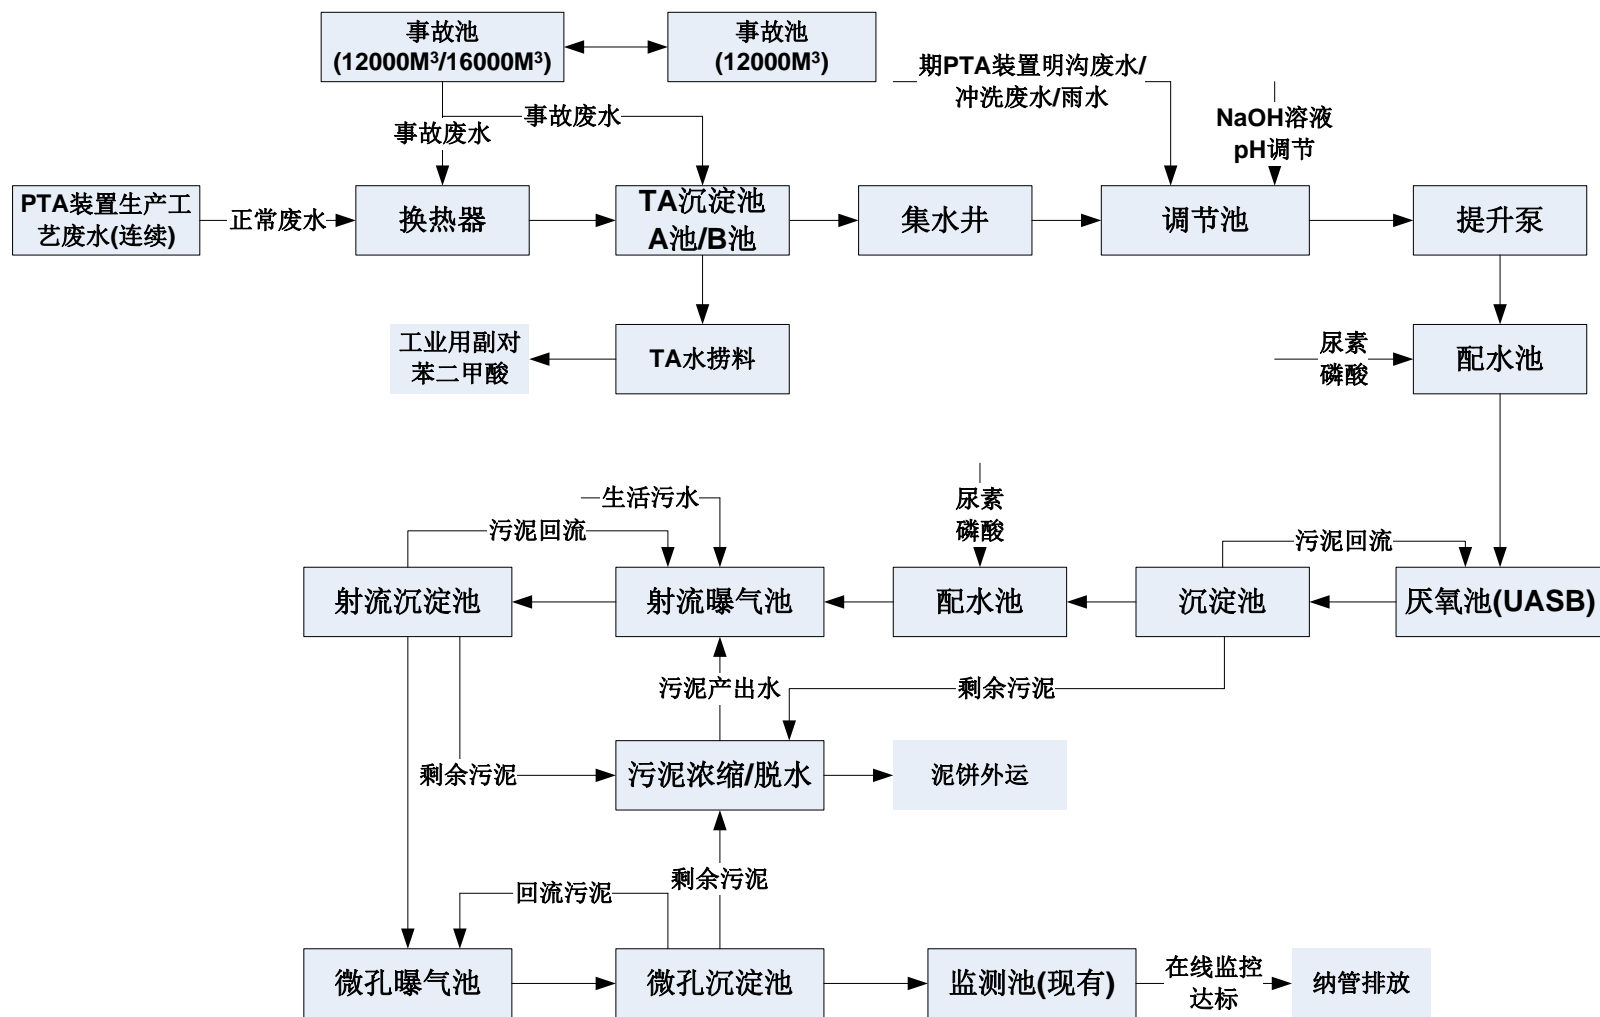 事故池
(12000M³/16000M³)
事故池
(12000M³)
期PTA装置明沟废水/
冲洗废水/雨水
NaOH溶液
pH调节
事故废水
事故废水
PTA装置生产工
艺废水(连续)
正常废水
换热器
TA沉淀池
A池/B池
集水井
调节池
提升泵
工业用副对
苯二甲酸
TA水捞料
尿素
磷酸
配水池
生活污水
尿素
磷酸
污泥回流
污泥回流
射流沉淀池
射流曝气池
配水池
沉淀池
厌氧池(UASB)
污泥产出水
剩余污泥
剩余污泥
污泥浓缩/脱水
泥饼外运
回流污泥
剩余污泥
微孔曝气池
微孔沉淀池
监测池(现有)
在线监控
达标
纳管排放